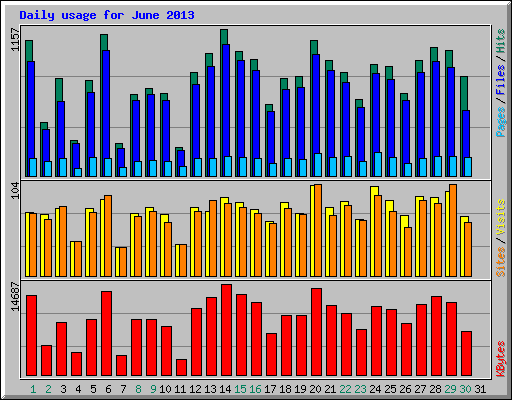 Daily usage for June 2013
1157
Pages / Files / Hits
104
Sites / Visits
14687
KBytes
1 2 3 4 5 6 7 8 9 10 11 12 13 14 15 16 17 18 19 20 21 22 23 24 25 26 27 28 29 30 31